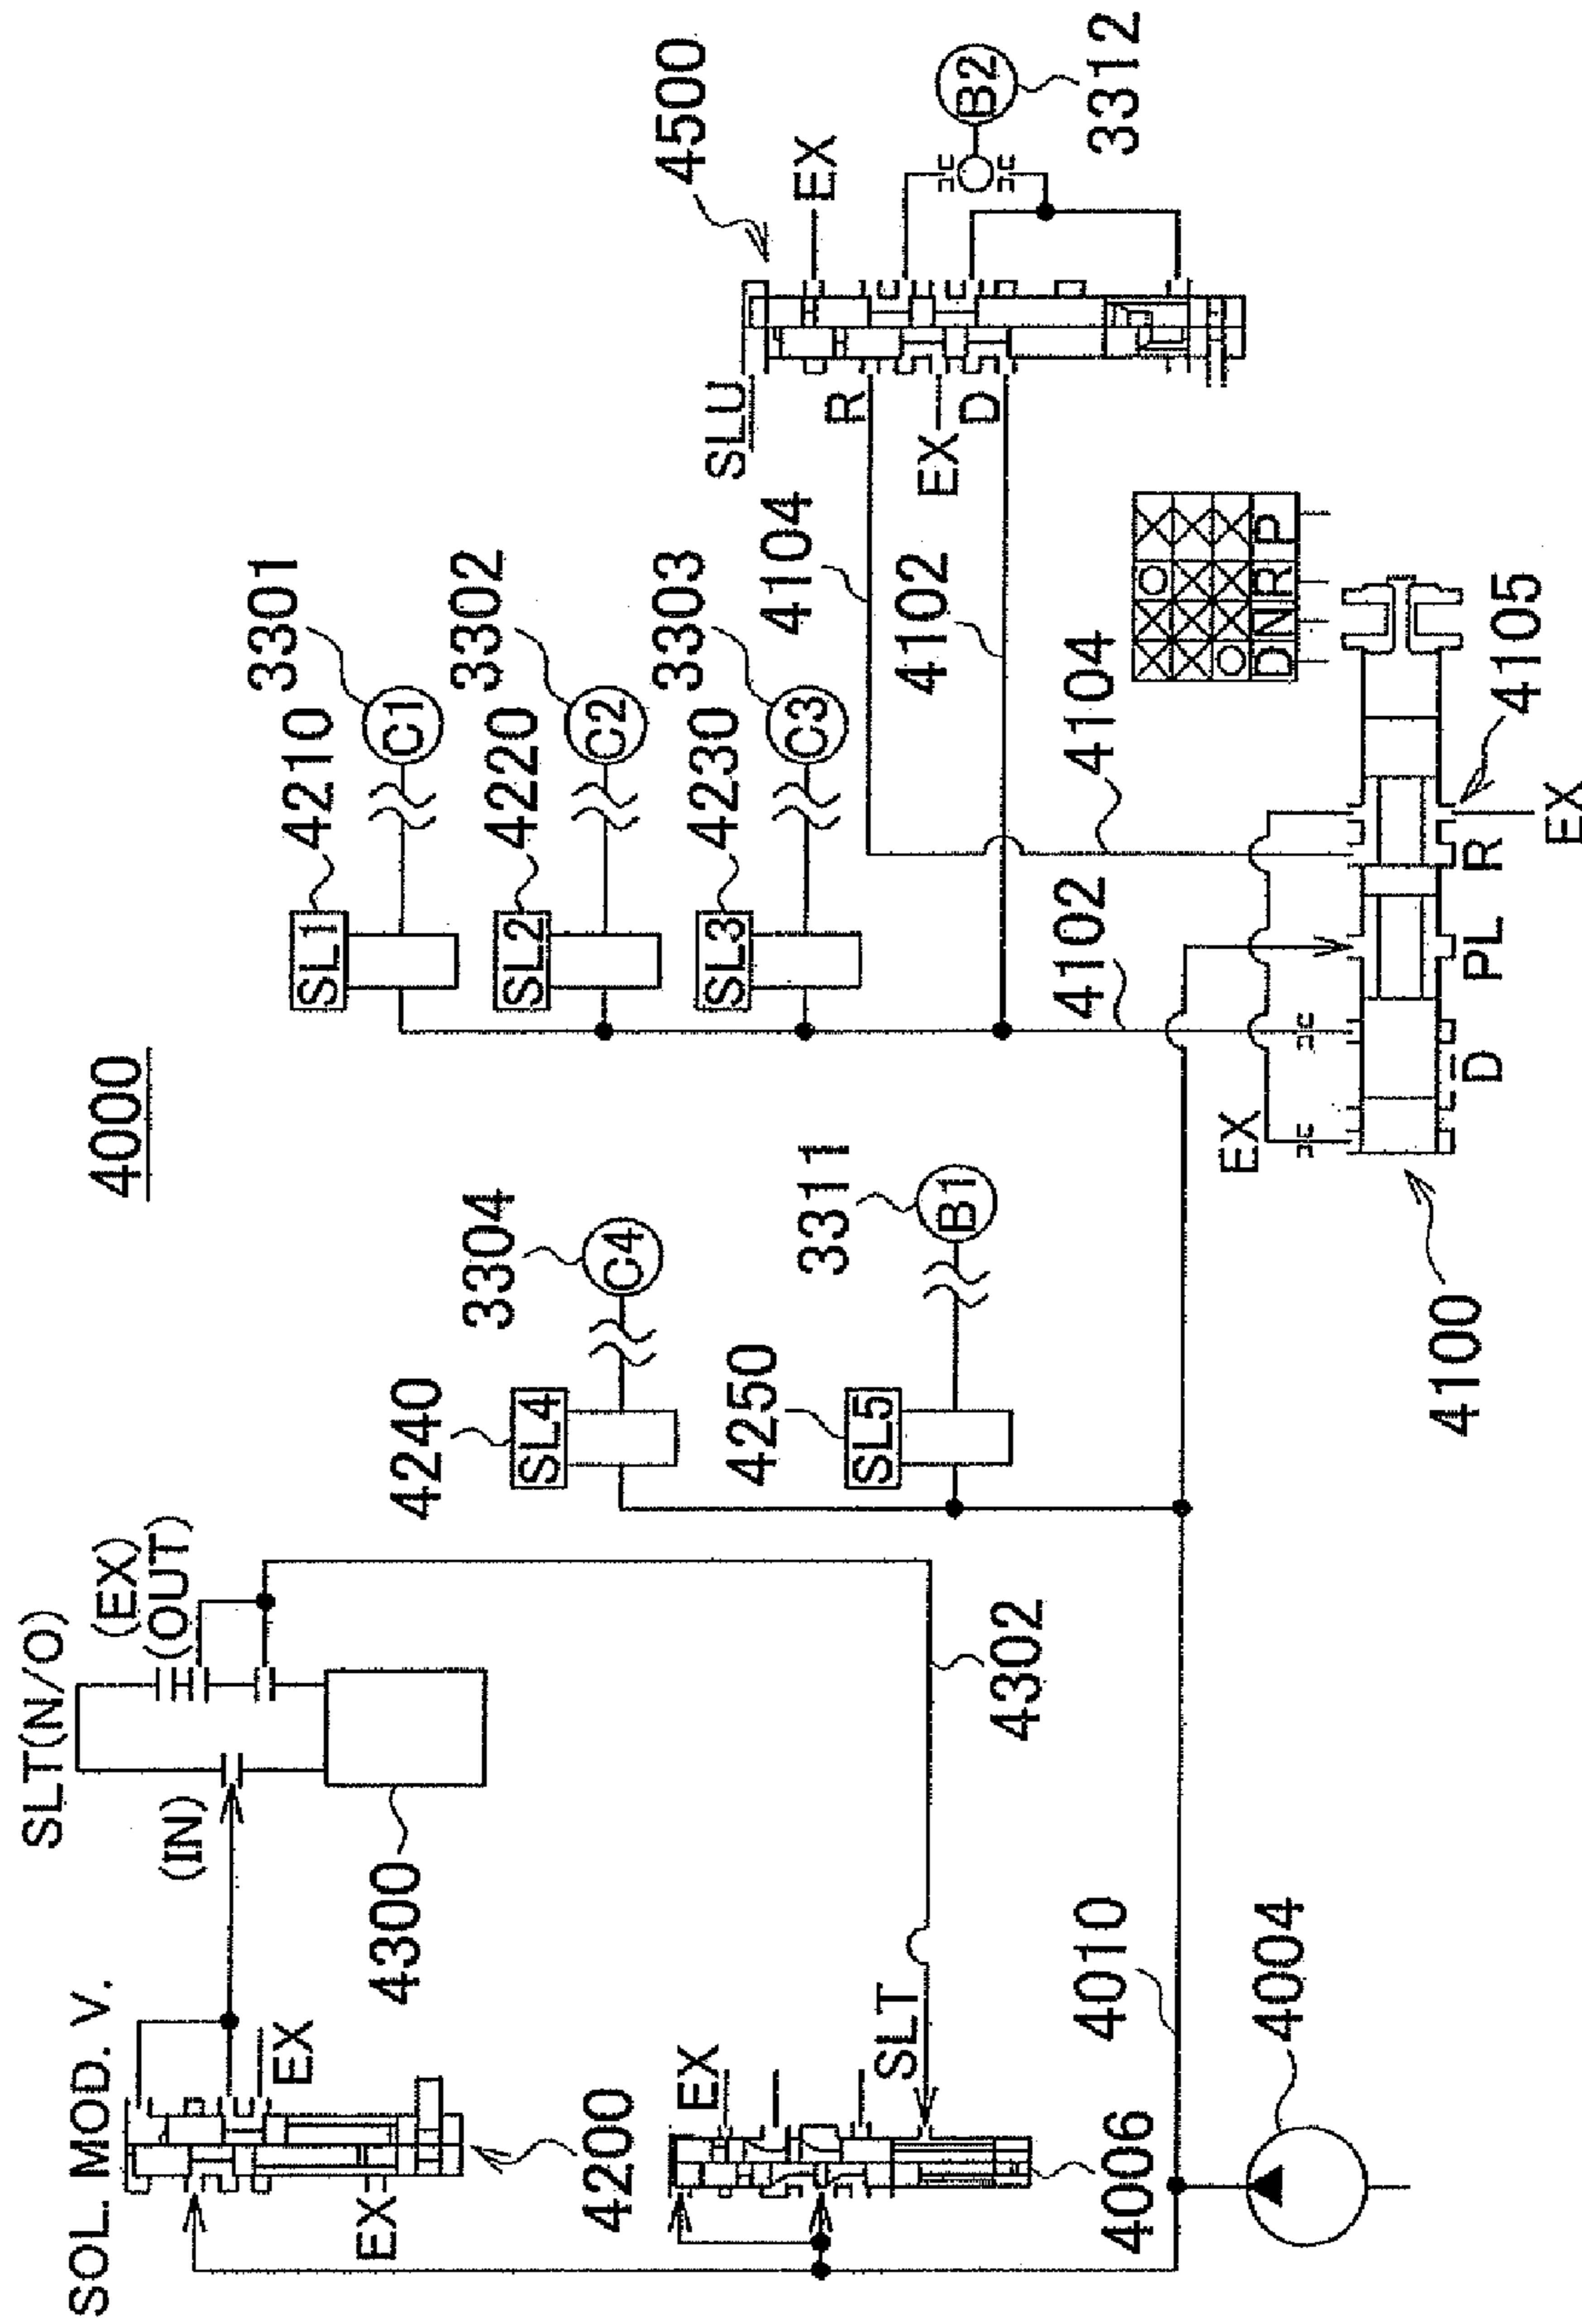 4000
SOL. MOD. V.
SLT(N/O)
(EX)
(OUT)
(IN)
EX
EX
4200
4300
EX
SLT
4006
4302
4010
4004
4240
SL4
3304
C4
4250
SL5
3311
B1
4210
SL1
3301
C1
4220
SL2
3302
C2
4230
SL3
3303
C3
4104
4102
4500
SLU
EX
R
EX
D
B2
3312
4102
4104
D N R P
EX
D
PL
R
EX
4105
4100